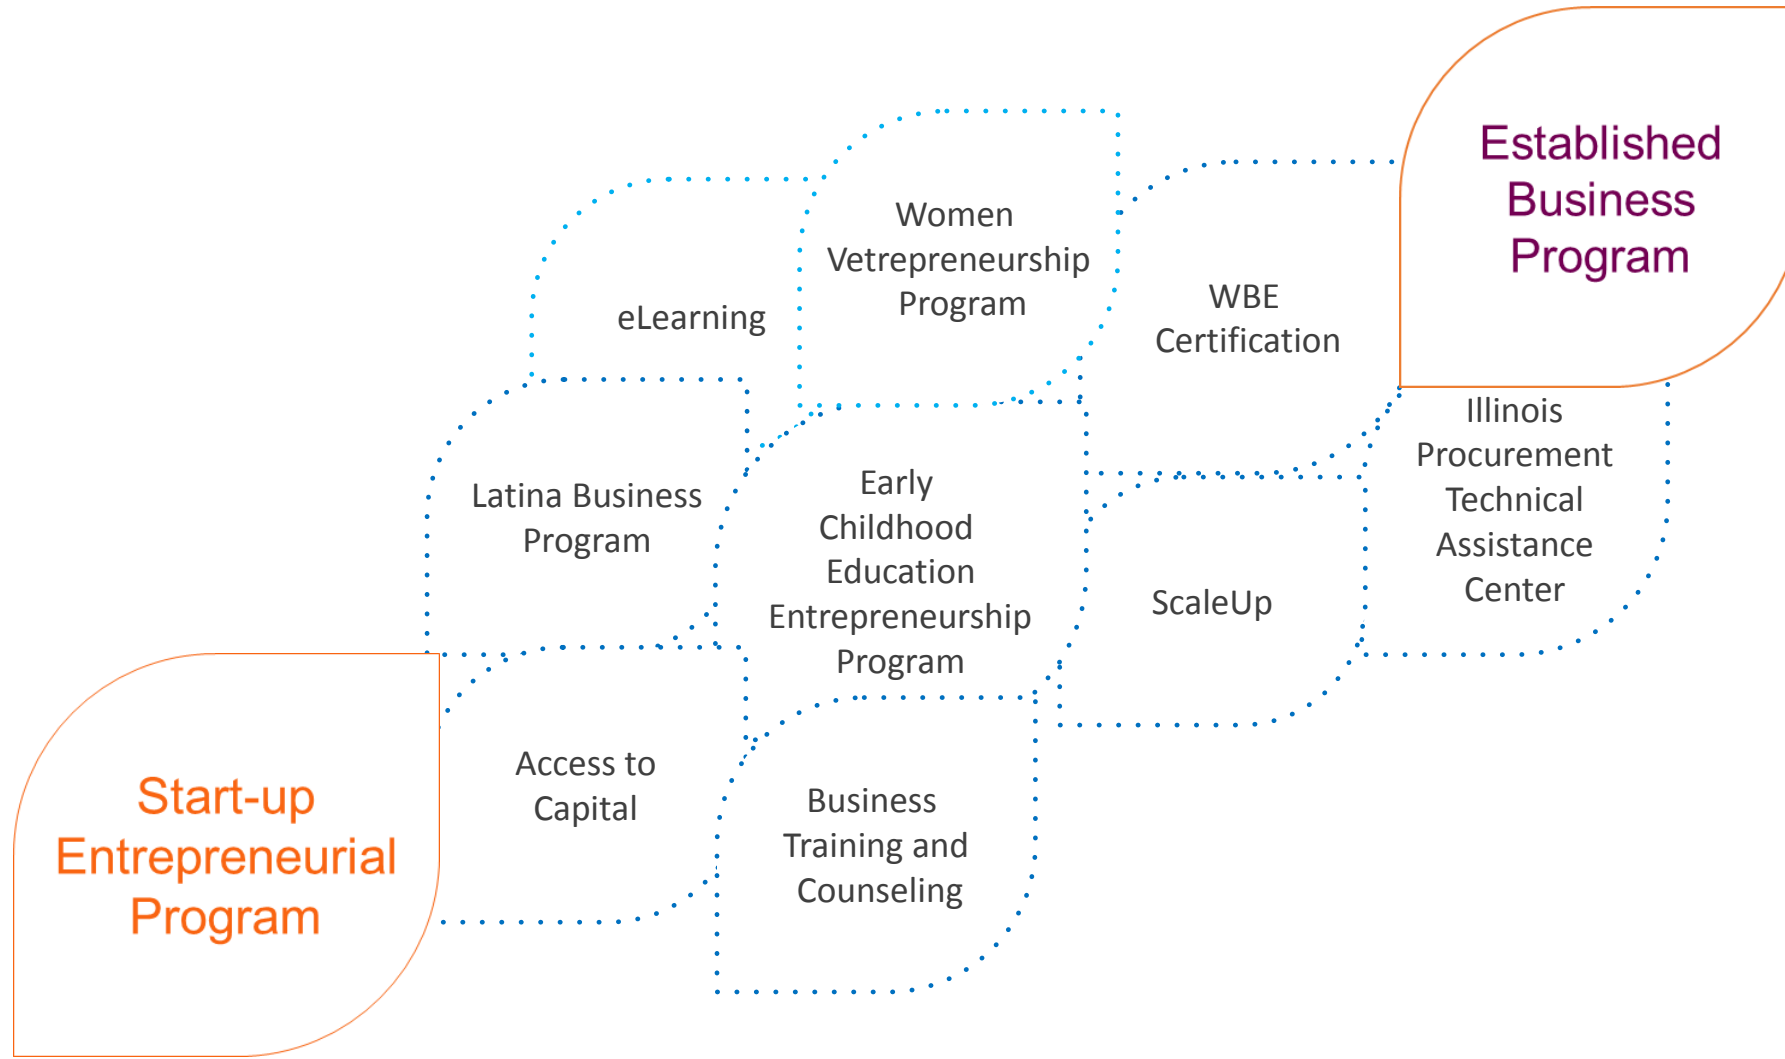 Established
Business
Program
Women
Vetrepreneurship
Program
WBE
Certification
eLearning
Illinois
Procurement
Technical
Assistance
Center
Latina Business
Program
Early
Childhood
Education
Entrepreneurship
Program
ScaleUp
Start-up
Entrepreneurial
Program
Access to
Capital
Business
Training and
Counseling